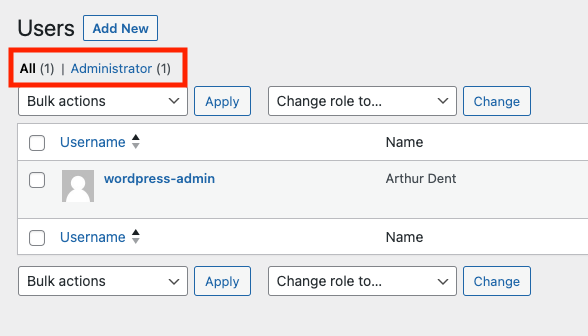 Users Add New
All (1) | Administrator (1)
Bulk actions Apply Change role to... Change
Username Name
wordpress-admin Arthur Dent
Username Name
Bulk actions Apply Change role to... Change